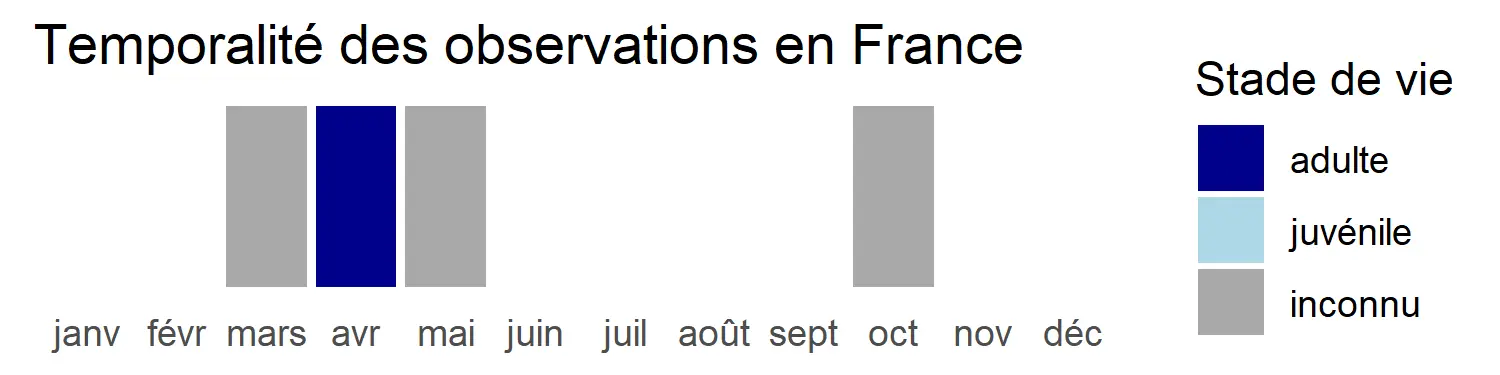 Temporalité des observations en France
janv févr mars avr mai juin juil août sept oct nov déc
Stade de vie
adulte
juvénile
inconnu